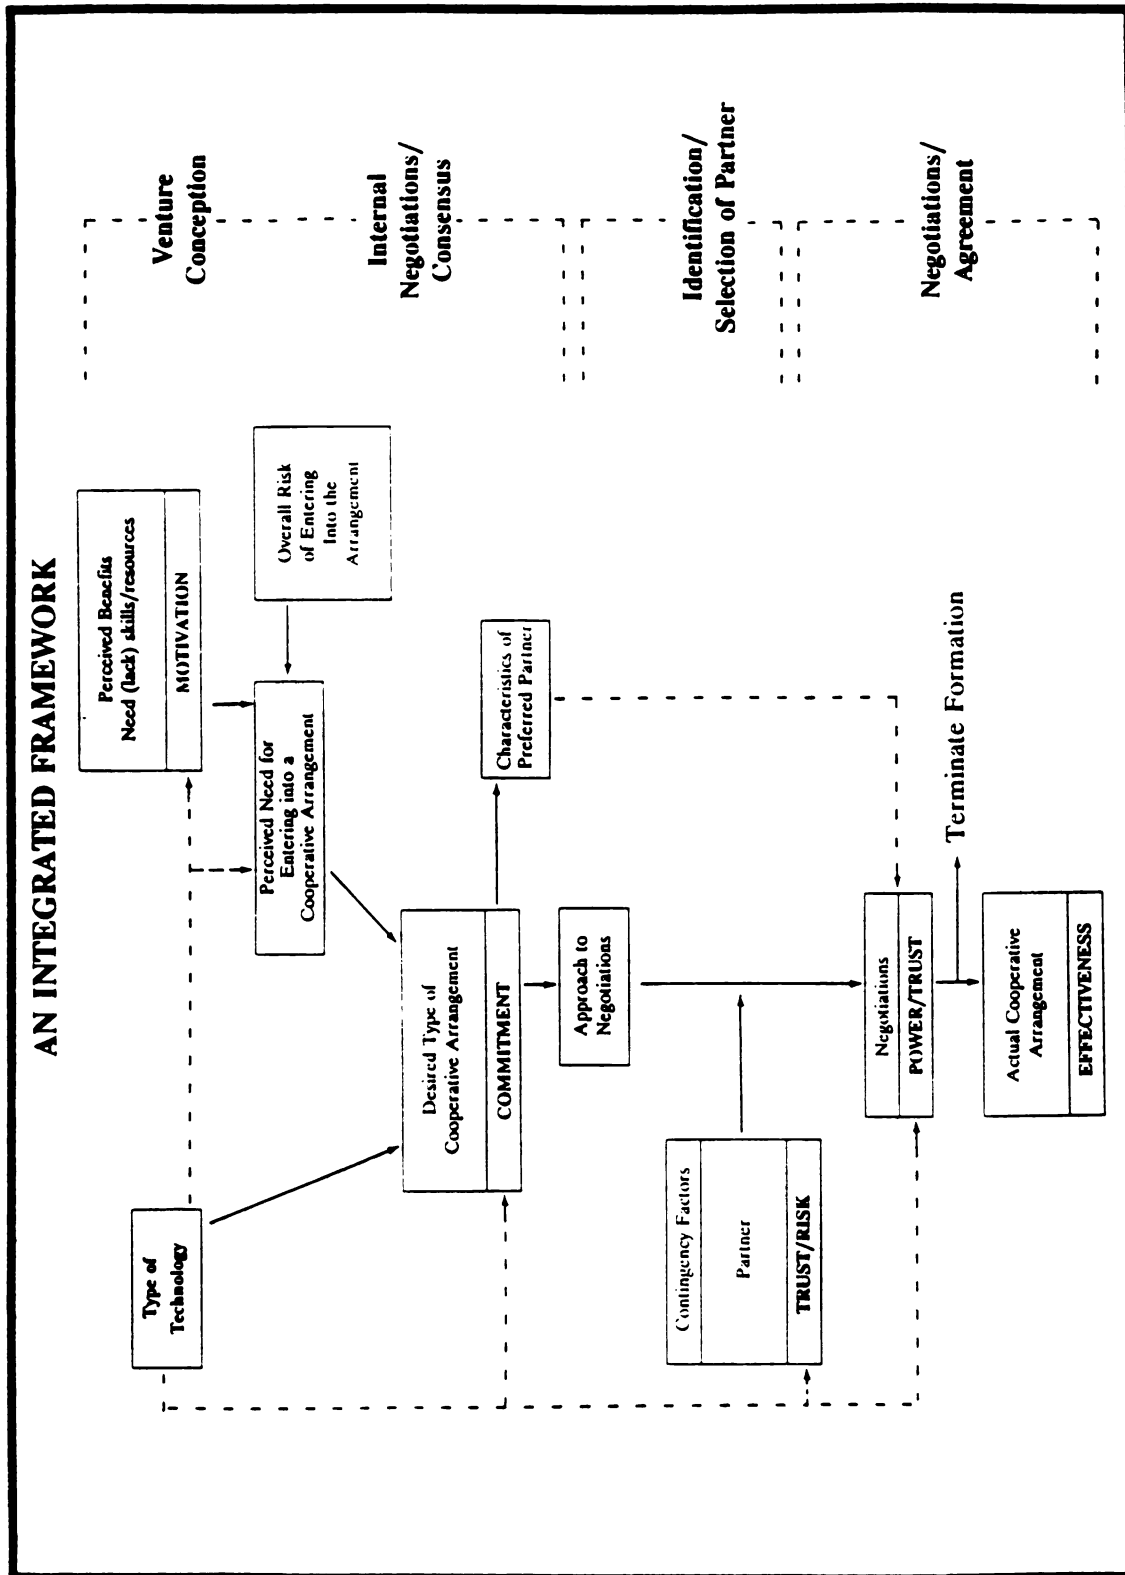 AN INTEGRATED FRAMEWORK
Type of
Technology
Perceived Benefits
Need (lack) skills/resources
MOTIVATION
Venture
Conception
Perceived Need for
Entering into a
Cooperative Arrangement
Overall Risk
of Entering
Into the
Arrangement
Internal
Negotiations/
Consensus
Desired Type of
Cooperative Arrangement
COMMITMENT
Characteristics of
Preferred Partner
Approach to
Negotiations
Identification/
Selection of Partner
Contingency Factors
Partner
TRUST/RISK
Negotiations
POWER/TRUST
Terminate Formation
Negotiations/
Agreement
Actual Cooperative
Arrangement
EFFECTIVENESS